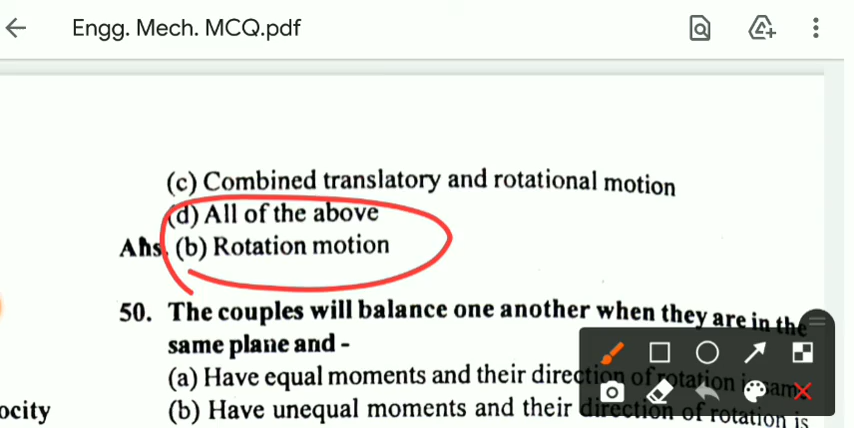 Engg. Mech. MCQ.pdf
(c) Combined translatory and rotational motion
(d) All of the above
Ans. (b) Rotation motion
50. The couples will balance one another when they are in the
same plane and -
(a) Have equal moments and their direction of rotation is same
ocity
(b) Have unequal moments and their direction of rotation is